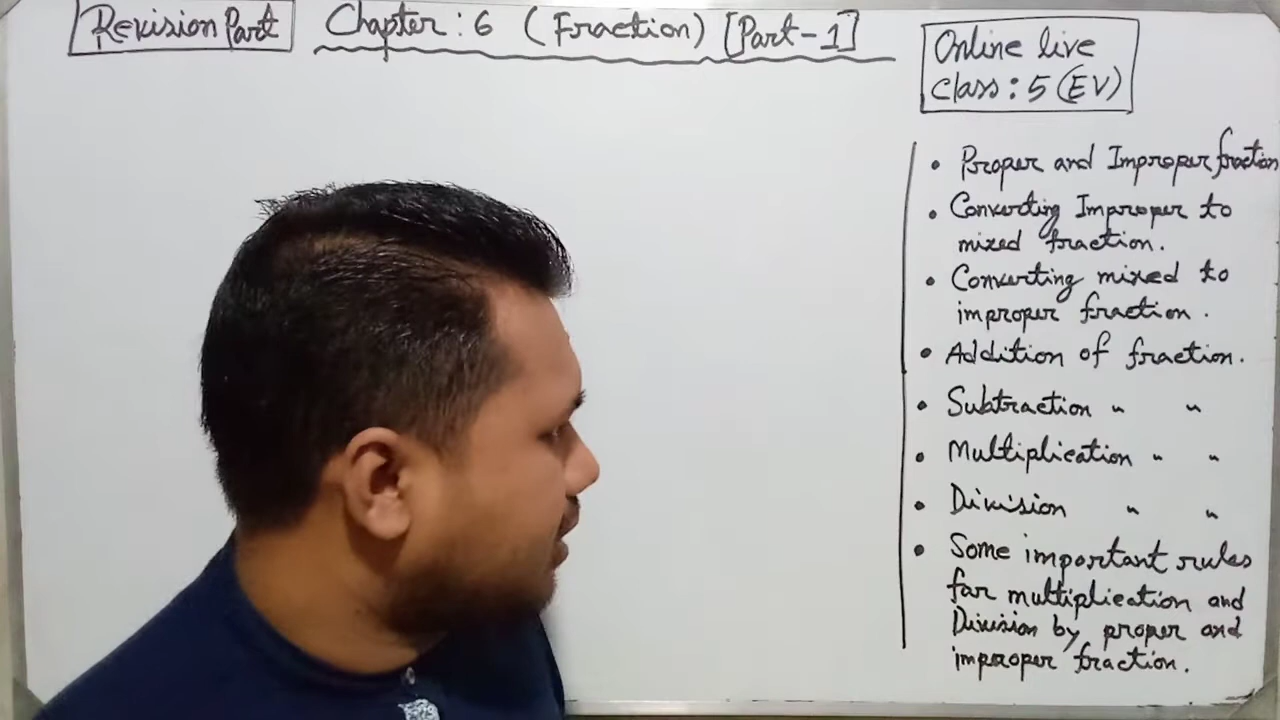 Revision Part
Chapter : 6 (Fraction) [Part-1]
Online live
class : 5 (EV)
• Proper and Improper fraction
• Converting Improper to
mixed fraction.
• Converting mixed to
improper fraction.
• Addition of fraction.
• Subtraction " "
• Multiplication " "
• Division " "
• Some important rules
for multiplication and
Division by proper and
improper fraction.